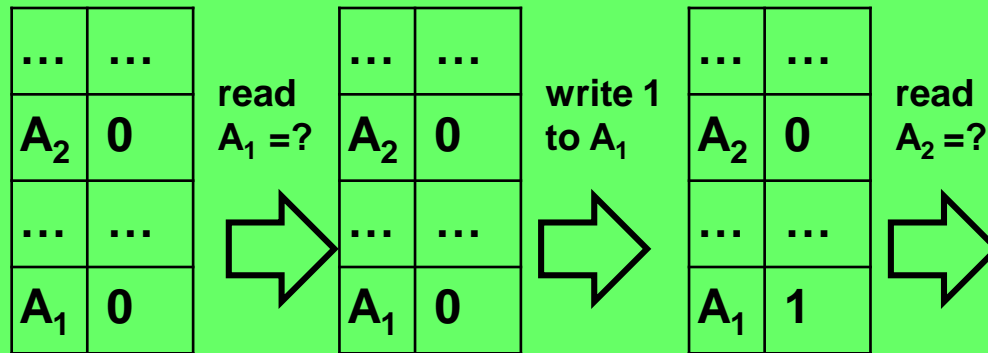 … …
A₂ 0
… …
A₁ 0
read
A₁ =?
… …
A₂ 0
… …
A₁ 0
write 1
to A₁
… …
A₂ 0
… …
A₁ 1
read
A₂ =?